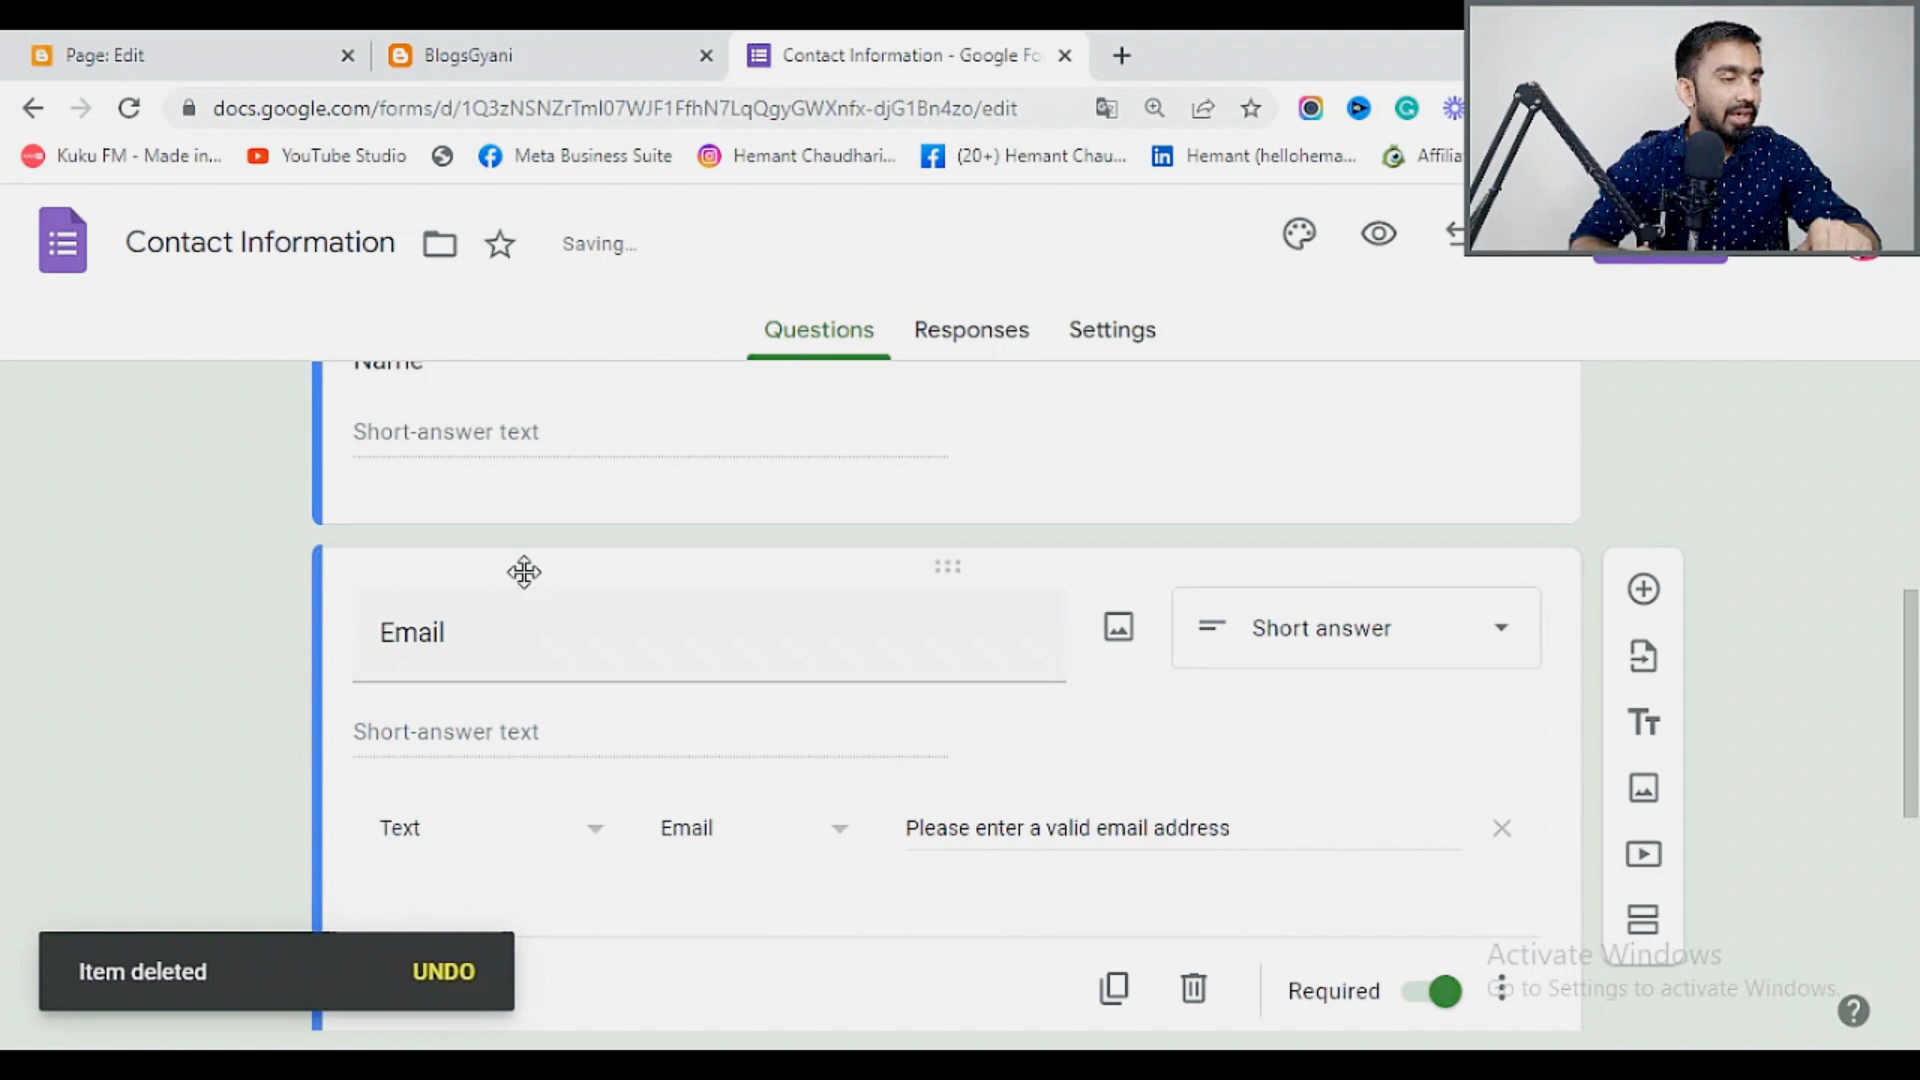 Page: Edit
BlogsGyani
Contact Information - Google Fo
docs.google.com/forms/d/1Q3zNSNZrTml07WJF1FfhN7LqQgyGWXnfx-djG1Bn4zo/edit
Kuku FM - Made in...
YouTube Studio
Meta Business Suite
Hemant Chaudhari...
(20+) Hemant Chau...
Hemant (hellohema...
Affilia
Contact Information
Saving...
Questions
Responses
Settings
Name
Short-answer text
Email
Short answer
Short-answer text
Text
Email
Please enter a valid email address
Item deleted
UNDO
Required
Activate Windows
Go to Settings to activate Windows.